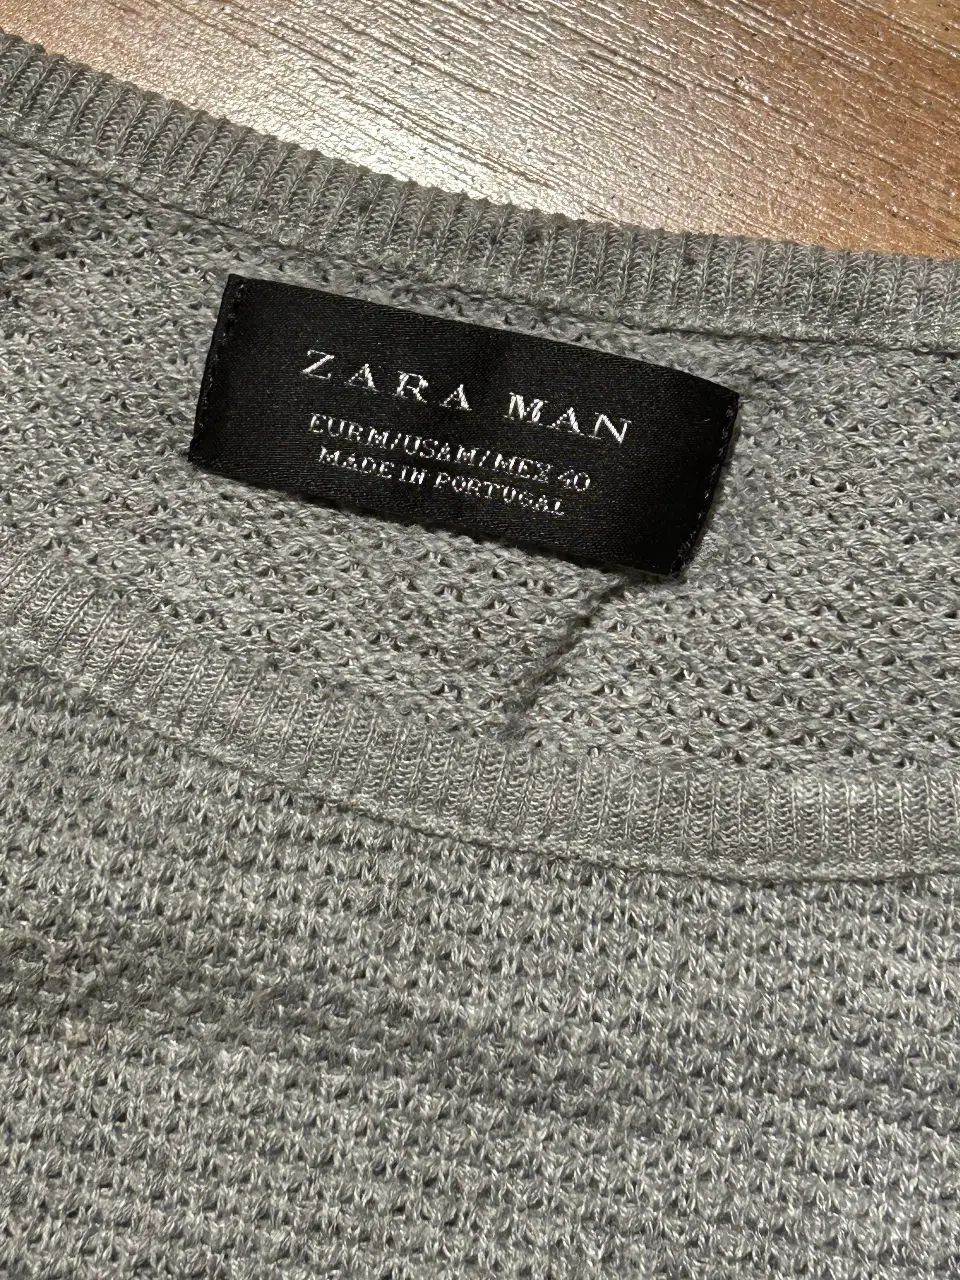 ZARA MAN
EUR M/USA M/MEX 40
MADE IN PORTUGAL